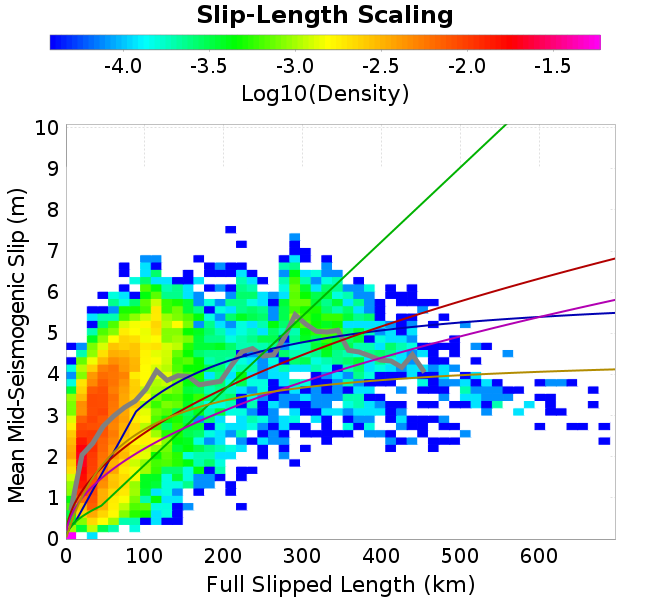 Slip-Length Scaling
-4.0 -3.5 -3.0 -2.5 -2.0 -1.5
Log10(Density)
Mean Mid-Seismogenic Slip (m)
10
9
8
7
6
5
4
3
2
1
0
0 100 200 300 400 500 600
Full Slipped Length (km)